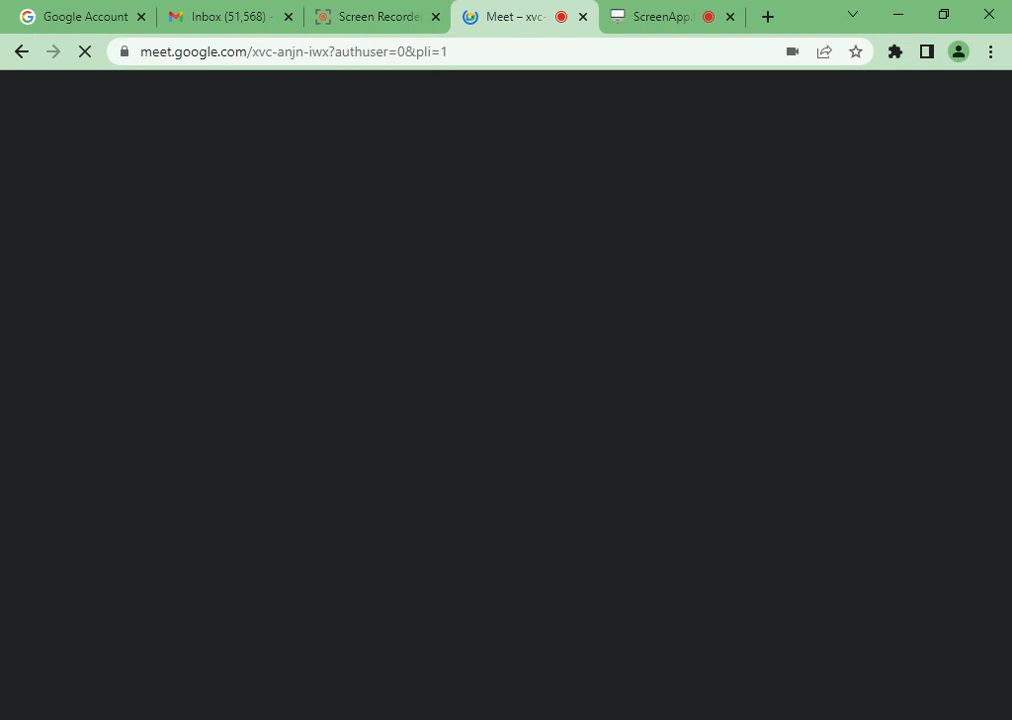 Google Account
Inbox (51,568) -
Screen Recorde
Meet – xvc-
ScreenApp.
meet.google.com/xvc-anjn-iwx?authuser=0&pli=1